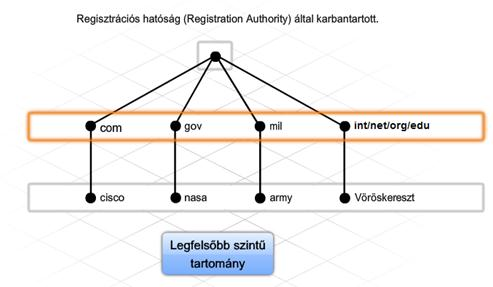 Regisztrációs hatóság (Registration Authority) által karbantartott.
com gov mil int/net/org/edu
cisco nasa army Vöröskereszt
Legfelsőbb szintű
tartomány